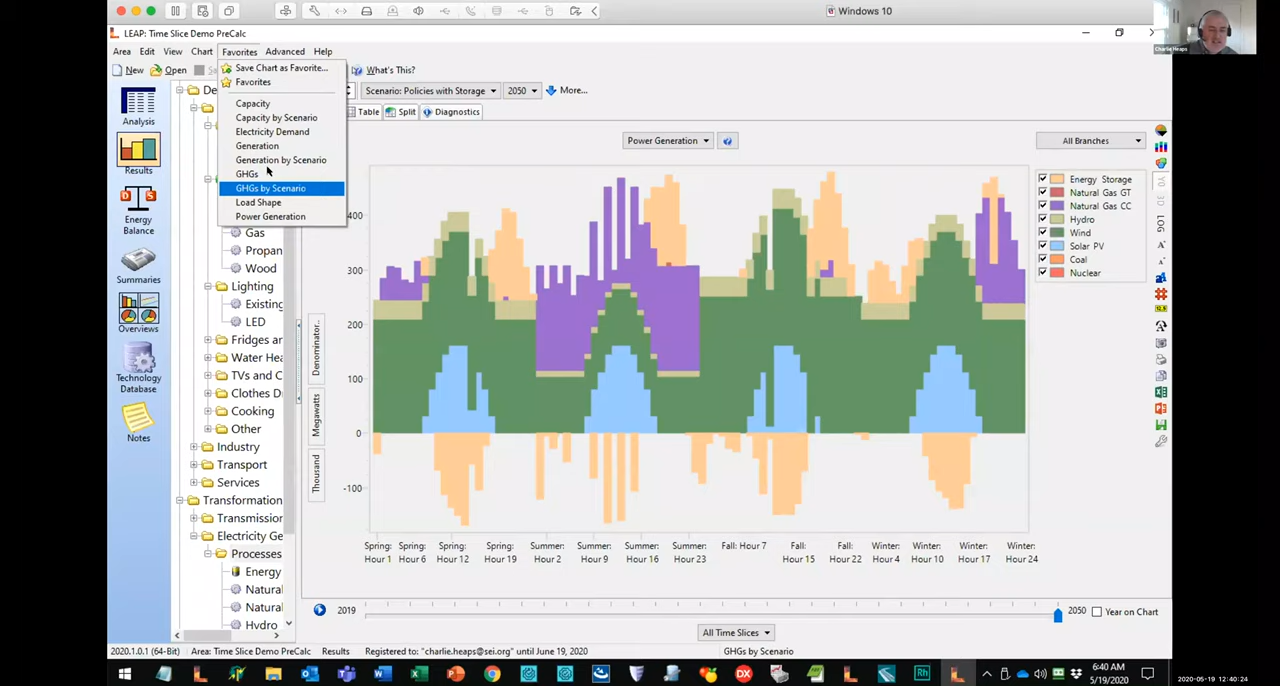 Windows 10
Charlie Heaps
LEAP: Time Slice Demo PreCalc
Area Edit View Chart Favorites Advanced Help
New Open
Save Chart as Favorite...
Favorites
Capacity
Capacity by Scenario
Electricity Demand
Generation
Generation by Scenario
GHGs
GHGs by Scenario
Load Shape
Power Generation
What's This?
Scenario: Policies with Storage 2050 More...
Table Split Diagnostics
Analysis
Results
Energy
Balance
Summaries
Overviews
Technology
Database
Notes
Gas
Propan
Wood
Lighting
Existing
LED
Fridges ar
Water Hea
TVs and C
Clothes D
Cooking
Other
Industry
Transport
Services
Transformation
Transmission
Electricity Ge
Processes
Energy
Natural
Natural
Hydro
Power Generation
All Branches
Energy Storage
Natural Gas GT
Natural Gas CC
Hydro
Wind
Solar PV
Coal
Nuclear
LOG
Denominator..
Megawatts
Thousand
400
300
200
100
0
-100
Spring: Hour 1
Spring: Hour 6
Spring: Hour 12
Spring: Hour 19
Summer: Hour 2
Summer: Hour 9
Summer: Hour 16
Summer: Hour 23
Fall: Hour 7
Fall: Hour 15
Fall: Hour 22
Winter: Hour 4
Winter: Hour 10
Winter: Hour 17
Winter: Hour 24
2019
2050 Year on Chart
All Time Slices
2020.1.0.1 (64-Bit) Area: Time Slice Demo PreCalc Results Registered to: "charlie.heaps@sei.org" until June 19, 2020 GHGs by Scenario
6:40 AM
5/19/2020
2020-05-19 12:40:24